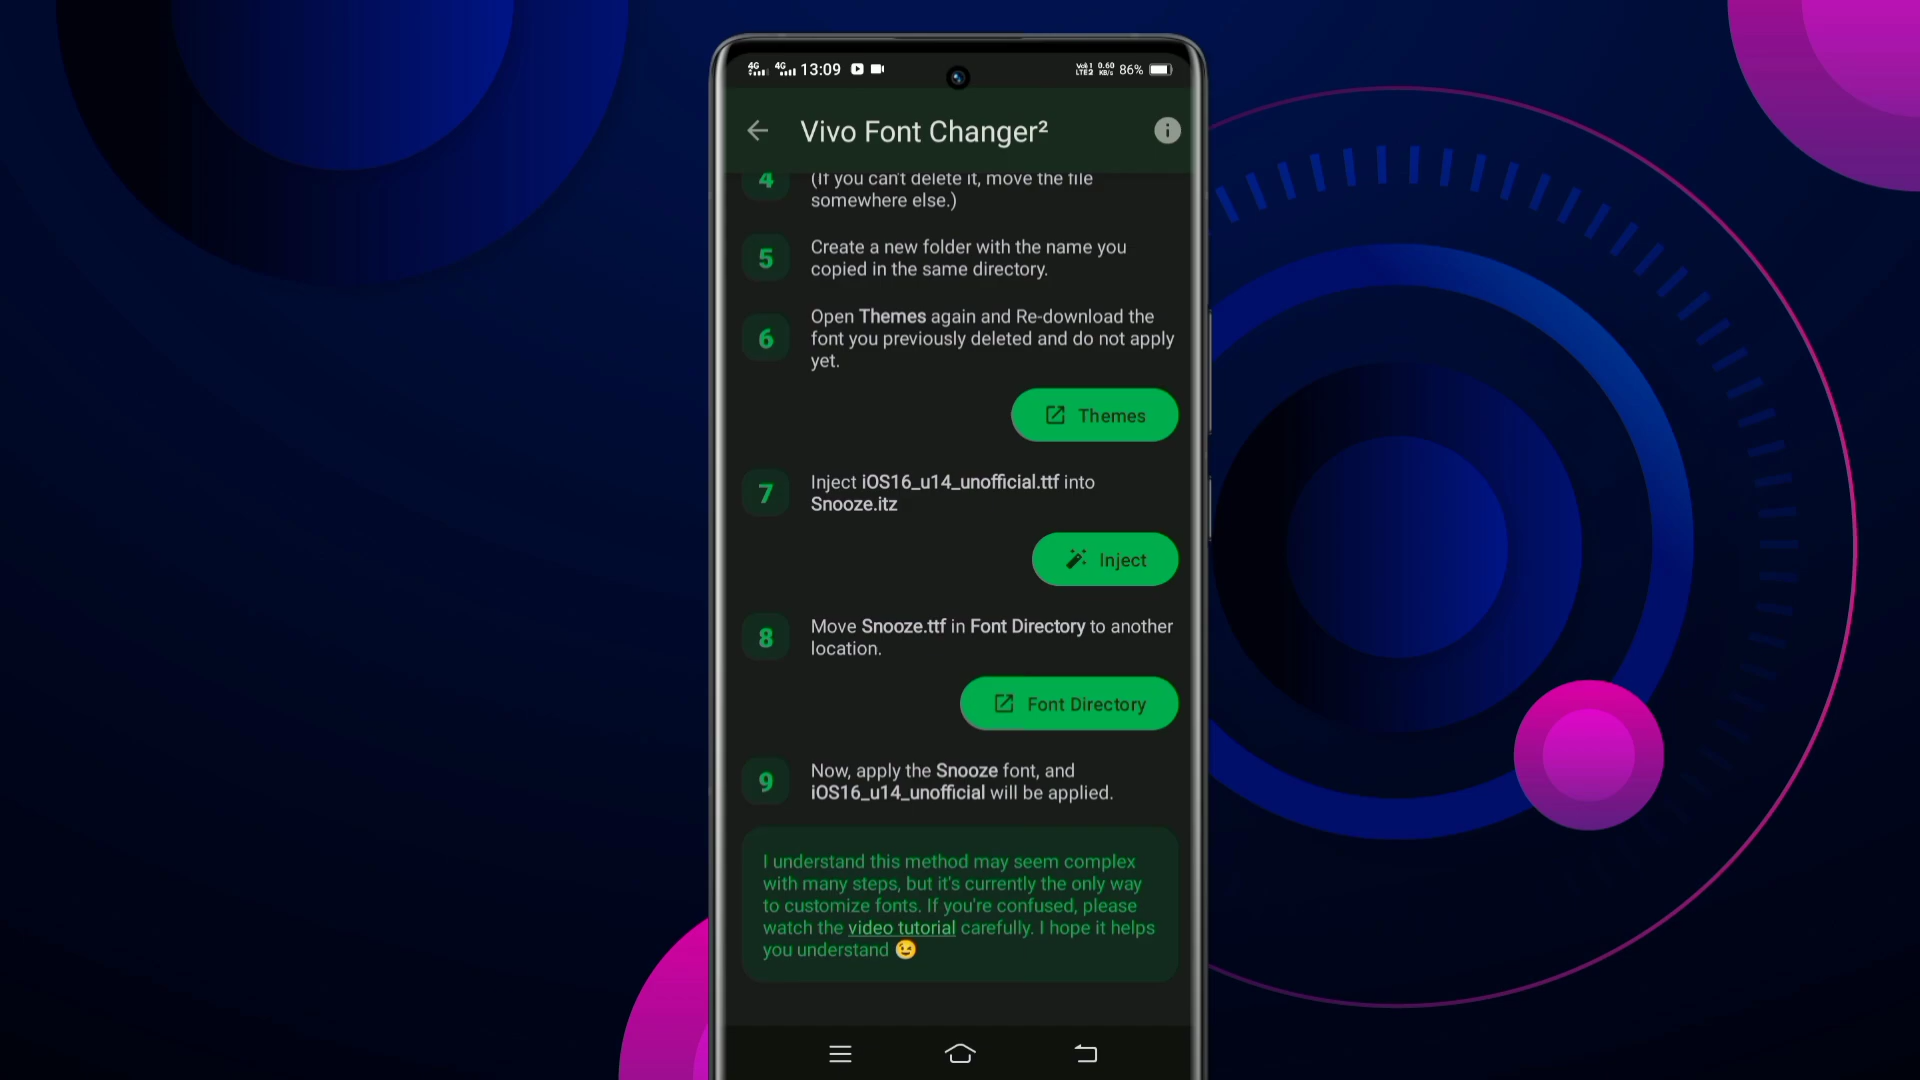 4G 4G 13:09 86%
Vivo Font Changer²
4 (If you can't delete it, move the file
somewhere else.)
5 Create a new folder with the name you
copied in the same directory.
6 Open Themes again and Re-download the
font you previously deleted and do not apply
yet.
Themes
7 Inject iOS16_u14_unofficial.ttf into
Snooze.itz
Inject
8 Move Snooze.ttf in Font Directory to another
location.
Font Directory
9 Now, apply the Snooze font, and
iOS16_u14_unofficial will be applied.
I understand this method may seem complex
with many steps, but it's currently the only way
to customize fonts. If you're confused, please
watch the video tutorial carefully. I hope it helps
you understand 😉